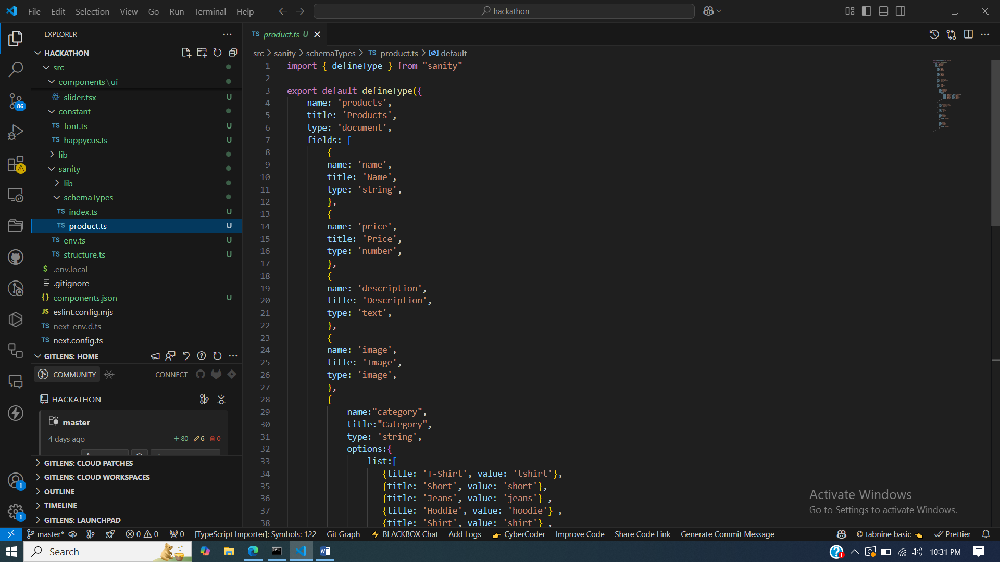 File Edit Selection View Go Run Terminal Help
hackathon
EXPLORER
HACKATHON
src
components\ui
slider.tsx U
constant
TS font.ts U
TS happycus.ts U
lib
sanity
lib
schemaTypes
TS index.ts U
TS product.ts U
TS env.ts U
TS structure.ts U
$ .env.local
.gitignore
{} components.json U
JS eslint.config.mjs
TS next-env.d.ts
TS next.config.ts
GITLENS: HOME
COMMUNITY CONNECT
HACKATHON
master
4 days ago +80 6 0
GITLENS: CLOUD PATCHES
GITLENS: CLOUD WORKSPACES
OUTLINE
TIMELINE
GITLENS: LAUNCHPAD
86
1
1
TS product.ts U
src > sanity > schemaTypes > TS product.ts > default
1 import { defineType } from "sanity"
2
3 export default defineType({
4 name: 'products',
5 title: 'Products',
6 type: 'document',
7 fields: [
8 {
9 name: 'name',
10 title: 'Name',
11 type: 'string',
12 },
13 {
14 name: 'price',
15 title: 'Price',
16 type: 'number',
17 },
18 {
19 name: 'description',
20 title: 'Description',
21 type: 'text',
22 },
23 {
24 name: 'image',
25 title: 'Image',
26 type: 'image',
27 },
28 {
29 name:"category",
30 title:"Category",
31 type: 'string',
32 options:{
33 list:[
34 {title: 'T-Shirt', value: 'tshirt'},
35 {title: 'Short', value: 'short'},
36 {title: 'Jeans', value: 'jeans'} ,
37 {title: 'Hoddie', value: 'hoodie'} ,
38 {title: 'Shirt', value: 'shirt'} ,
Activate Windows
Go to Settings to activate Windows.
master* 0 0 0 [TypeScript Importer]: Symbols: 122 Git Graph BLACKBOX Chat Add Logs CyberCoder Improve Code Share Code Link Generate Commit Message tabnine basic Prettier
Search 10:31 PM